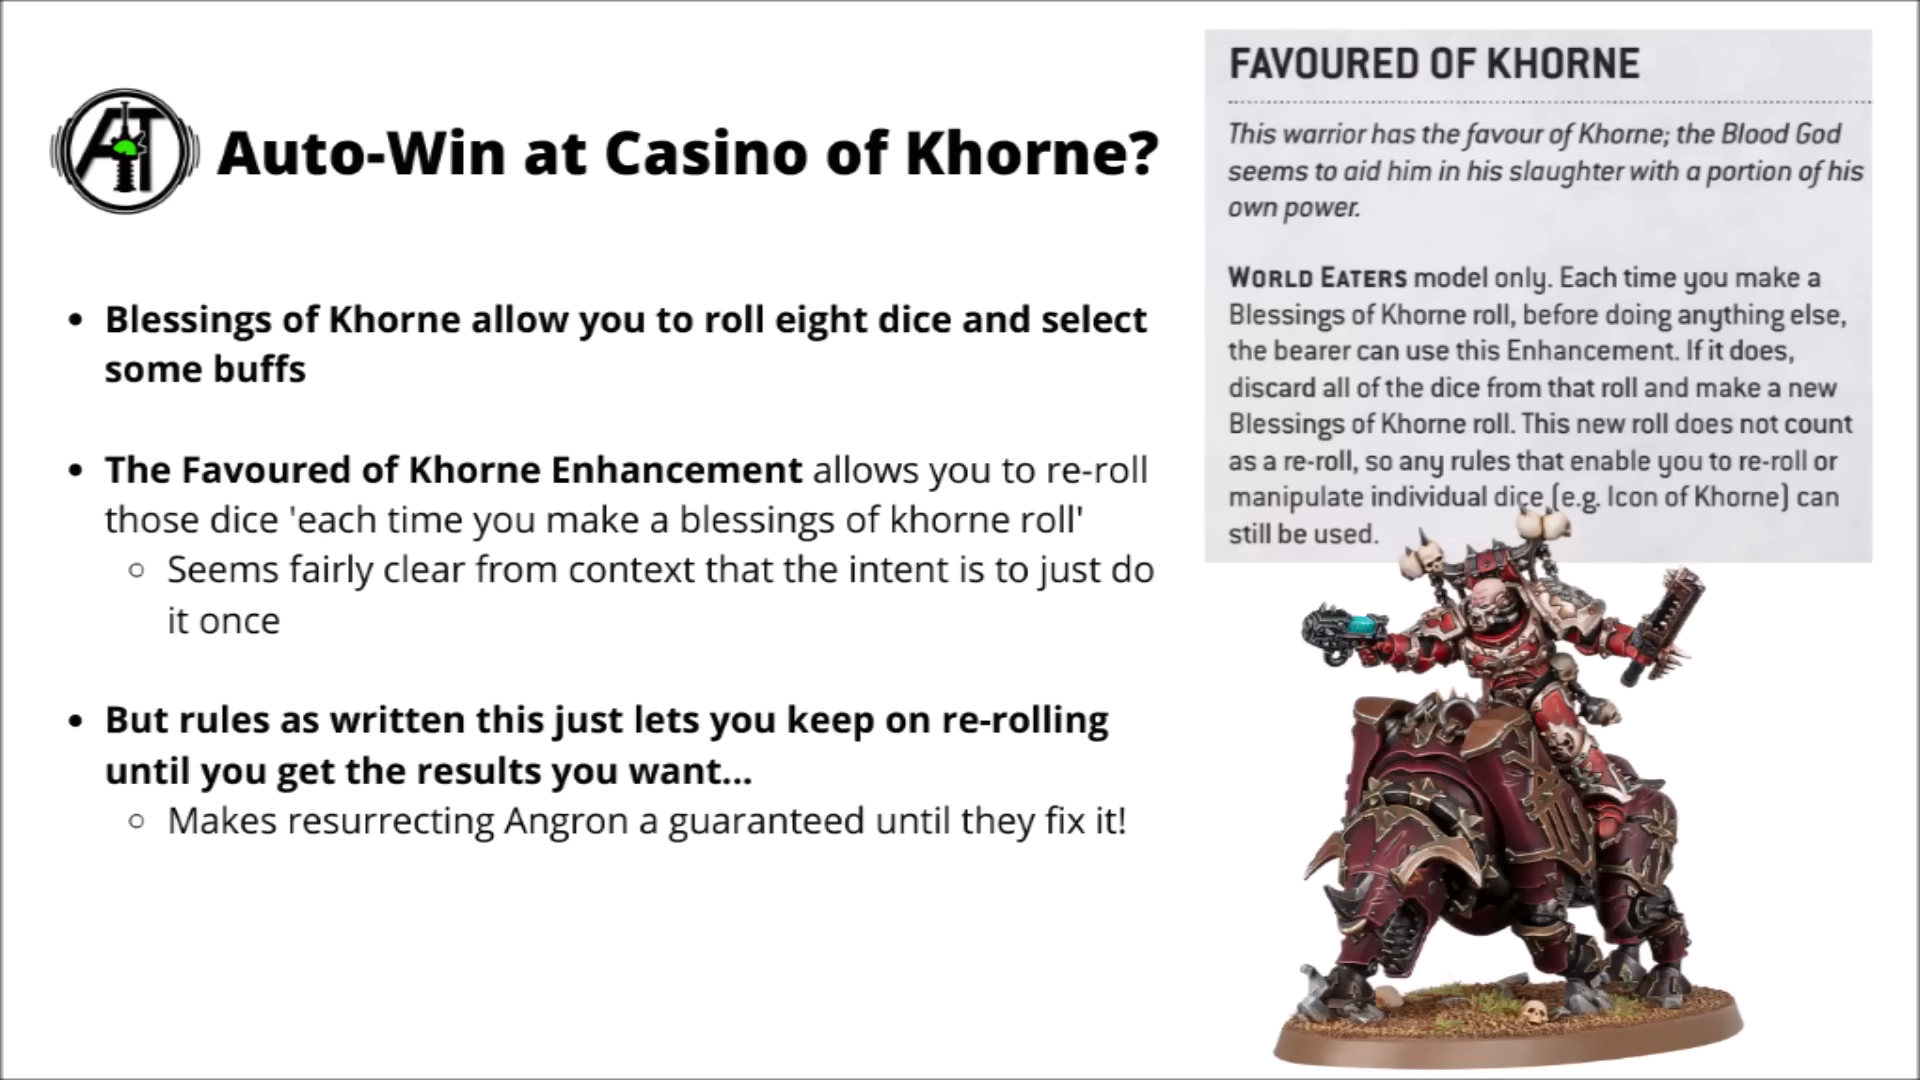 AT
Auto-Win at Casino of Khorne?
• Blessings of Khorne allow you to roll eight dice and select
some buffs
• The Favoured of Khorne Enhancement allows you to re-roll
those dice 'each time you make a blessings of khorne roll'
○ Seems fairly clear from context that the intent is to just do
it once
• But rules as written this just lets you keep on re-rolling
until you get the results you want...
○ Makes resurrecting Angron a guaranteed until they fix it!
FAVOURED OF KHORNE
This warrior has the favour of Khorne; the Blood God
seems to aid him in his slaughter with a portion of his
own power.
WORLD EATERS model only. Each time you make a
Blessings of Khorne roll, before doing anything else,
the bearer can use this Enhancement. If it does,
discard all of the dice from that roll and make a new
Blessings of Khorne roll. This new roll does not count
as a re-roll, so any rules that enable you to re-roll or
manipulate individual dice (e.g. Icon of Khorne) can
still be used.